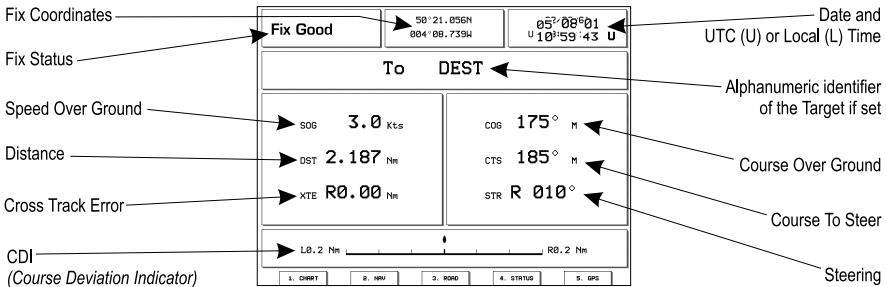 Fix Coordinates
Fix Status
Speed Over Ground
Distance
Cross Track Error
CDI
(Course Deviation Indicator)
Fix Good
50°21.056N
004°08.739W
05 08 01
10 59 43 U
To DEST
SOG 3.0 Kts
DST 2.187 Nm
XTE R0.00 Nm
COG 175° M
CTS 185° M
STR R 010°
L0.2 Nm R0.2 Nm
1. CHART 2. NAV 3. ROAD 4. STATUS 5. GPS
Date and
UTC (U) or Local (L) Time
Alphanumeric identifier
of the Target if set
Course Over Ground
Course To Steer
Steering